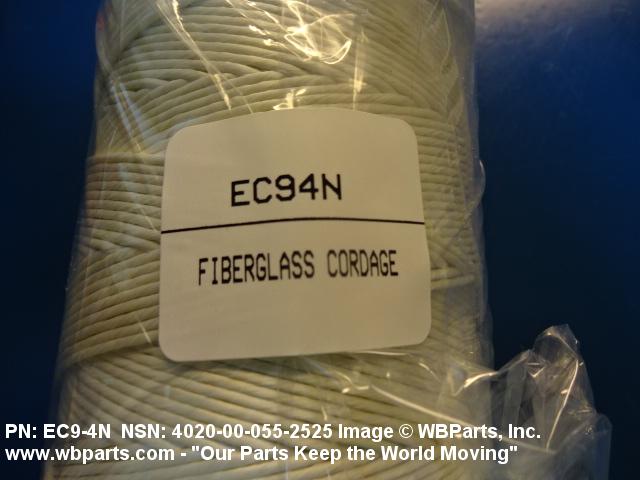 EC94N
FIBERGLASS CORDAGE
PN: EC9-4N NSN: 4020-00-055-2525 Image © WBParts, Inc.
www.wbparts.com - "Our Parts Keep the World Moving"